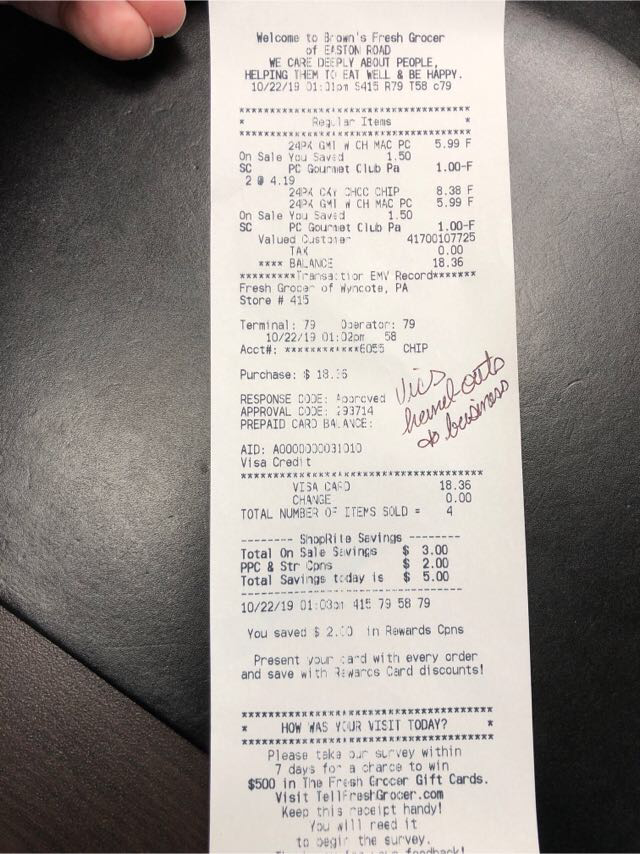 Welcome to Brown's Fresh Grocer
of EASTON ROAD
WE CARE DEEPLY ABOUT PEOPLE,
HELPING THEM TO EAT WELL & BE HAPPY.
10/22/19 01:01pm S415 R79 T58 c79
************************************
* Regular Items *
************************************
24PK GMI W CH MAC PC 5.99 F
On Sale You Saved 1.50
SC PC Gourmet Club Pa 1.00-F
2 @ 4.19
24PK CKY CHOC CHIP 8.38 F
24PK GMI W CH MAC PC 5.99 F
On Sale You Saved 1.50
SC PC Gourmet Club Pa 1.00-F
Valued Customer 41700107725
TAX 0.00
**** BALANCE 18.36
*********Transaction EMV Record*******
Fresh Grocer of Wyncote, PA
Store # 415
Terminal: 79 Operator: 79
10/22/19 01:02pm 58
Acct#: ************6055 CHIP
Purchase: $ 18.36
RESPONSE CODE: Approved
APPROVAL CODE: 293714
PREPAID CARD BALANCE:
Vic's
hand outs
business
AID: A0000000031010
Visa Credit
************************************
VISA CARD 18.36
CHANGE 0.00
TOTAL NUMBER OF ITEMS SOLD = 4
-------- ShopRite Savings --------
Total On Sale Savings $ 3.00
PPC & Str Cpns $ 2.00
Total Savings today is $ 5.00
----------------------------------
10/22/19 01:03pm 415 79 58 79
You saved $ 2.00 in Rewards Cpns
Present your card with every order
and save with Rewards Card discounts!
************************************
* HOW WAS YOUR VISIT TODAY? *
************************************
Please take our survey within
7 days for a chance to win
$500 in The Fresh Grocer Gift Cards.
Visit TellFreshGrocer.com
Keep this receipt handy!
You will need it
to begin the survey.
feedback!